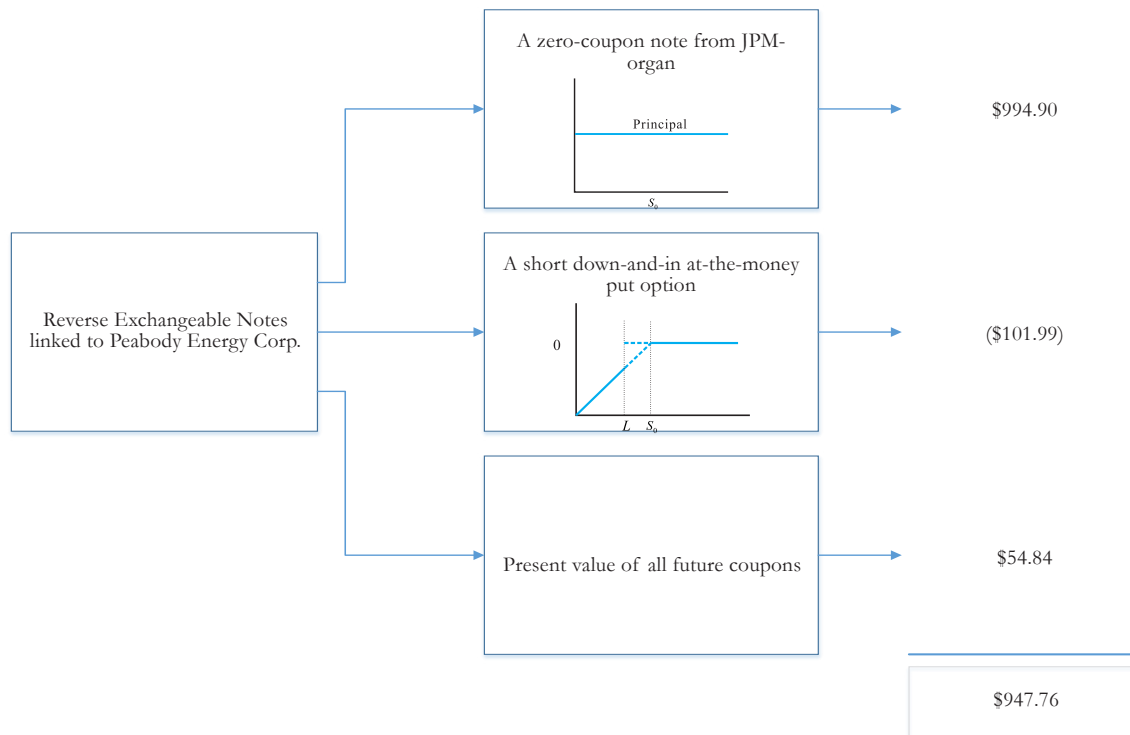 A zero-coupon note from JPM-
organ
Principal
S₀
$994.90
Reverse Exchangeable Notes
linked to Peabody Energy Corp.
A short down-and-in at-the-money
put option
0
L S₀
($101.99)
Present value of all future coupons
$54.84
$947.76